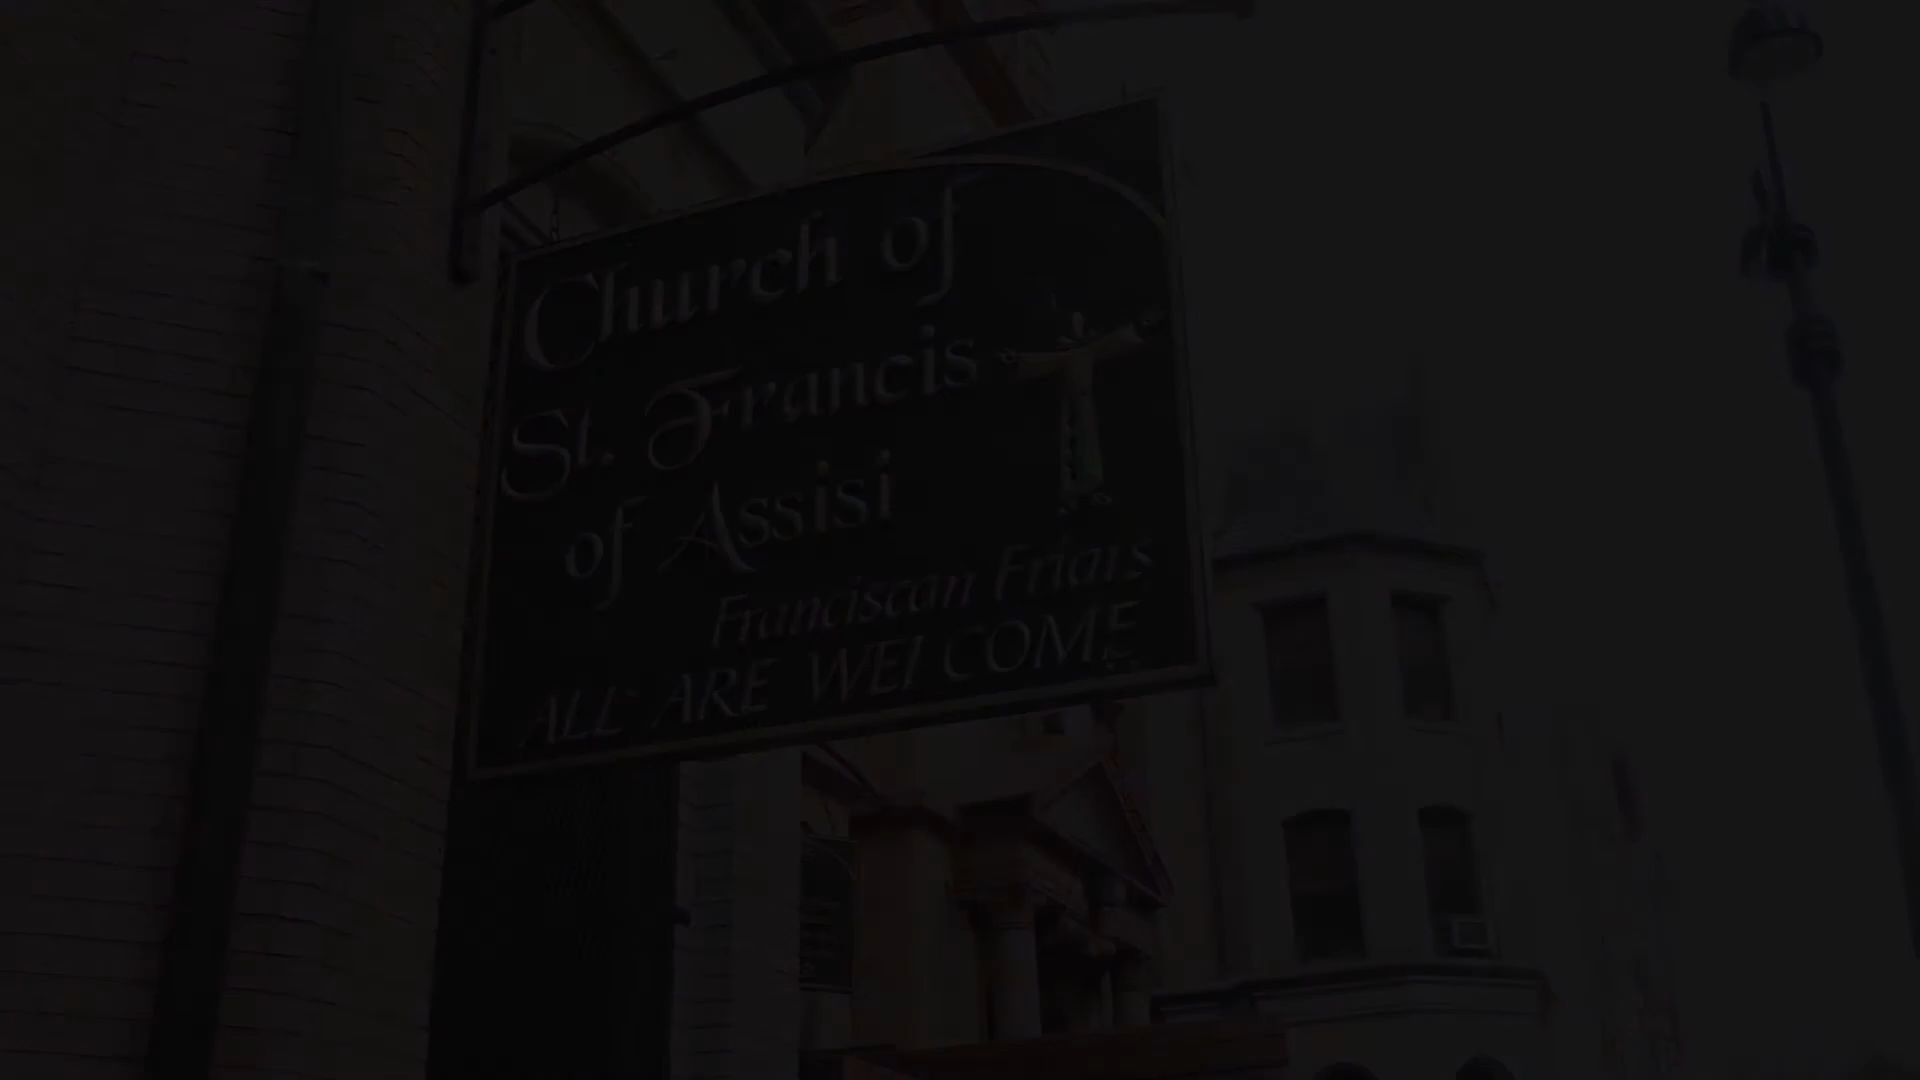 Church of
St. Francis
of Assisi
Franciscan Friars
ALL ARE WELCOME